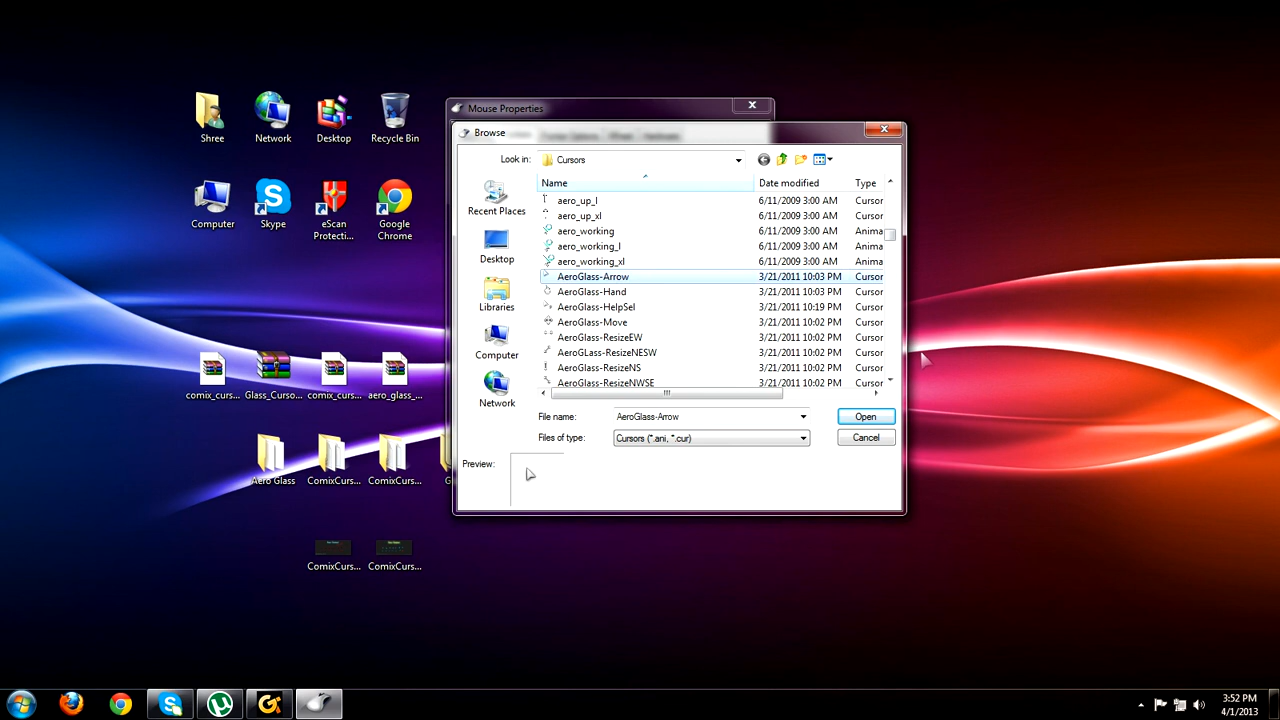 Shree
Network
Desktop
Recycle Bin
Computer
Skype
eScan
Protecti...
Google
Chrome
comix_curs...
Glass_Curso...
comix_curs...
aero_glass_...
Aero Glass
ComixCurs...
ComixCurs...
ComixCurs...
ComixCurs...
Mouse Properties
Browse
Pointer Options
Wheel
Hardware
Look in:
Cursors
Recent Places
Desktop
Libraries
Computer
Network
Name
Date modified
Type
aero_up_l 6/11/2009 3:00 AM Cursor
aero_up_xl 6/11/2009 3:00 AM Cursor
aero_working 6/11/2009 3:00 AM Anima
aero_working_l 6/11/2009 3:00 AM Anima
aero_working_xl 6/11/2009 3:00 AM Anima
AeroGlass-Arrow 3/21/2011 10:03 PM Cursor
AeroGlass-Hand 3/21/2011 10:03 PM Cursor
AeroGlass-HelpSel 3/21/2011 10:19 PM Cursor
AeroGlass-Move 3/21/2011 10:02 PM Cursor
AeroGlass-ResizeEW 3/21/2011 10:02 PM Cursor
AeroGLass-ResizeNESW 3/21/2011 10:02 PM Cursor
AeroGlass-ResizeNS 3/21/2011 10:02 PM Cursor
AeroGlass-ResizeNWSE 3/21/2011 10:02 PM Cursor
File name:
AeroGlass-Arrow
Open
Files of type:
Cursors (*.ani, *.cur)
Cancel
Preview:
3:52 PM
4/1/2013